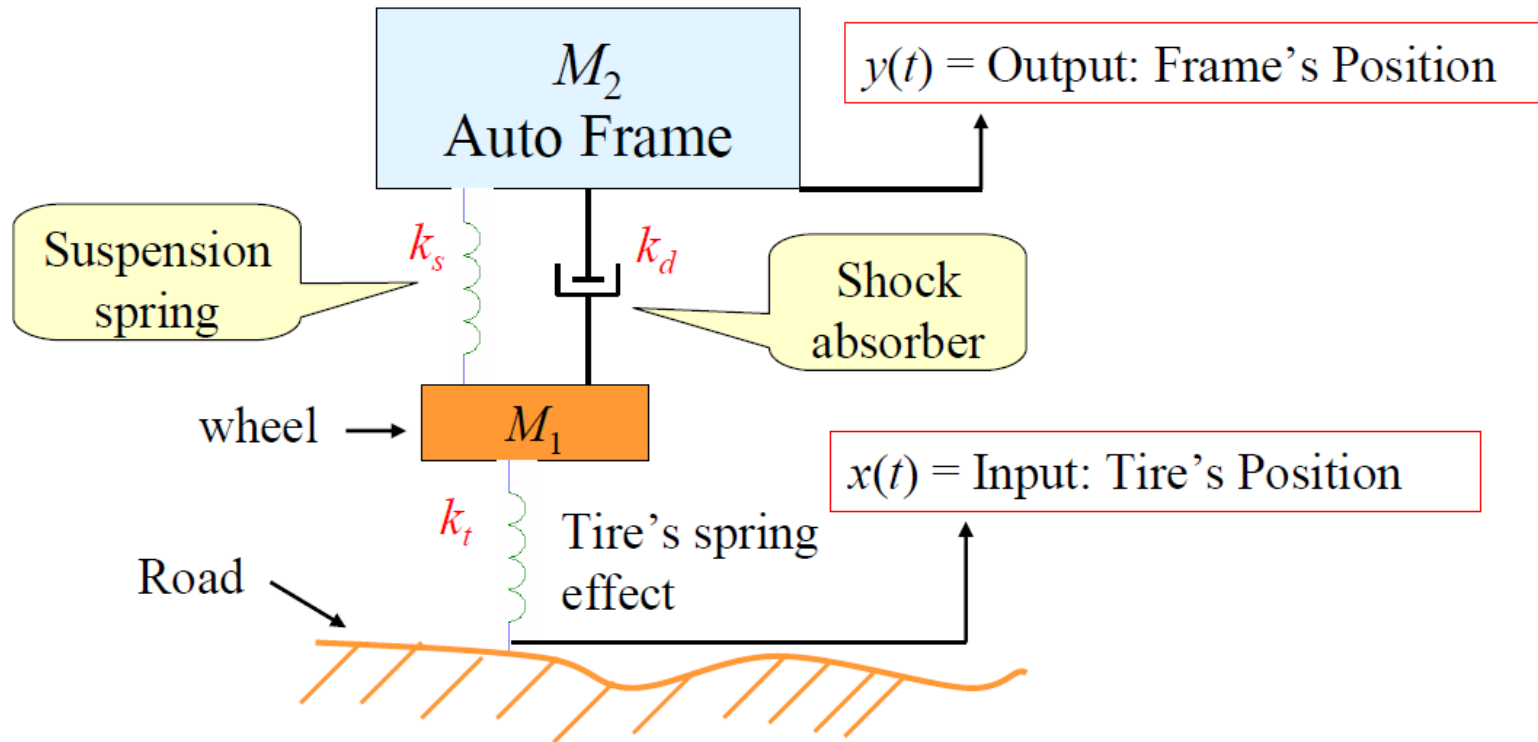 M₂
Auto Frame
y(t) = Output: Frame’s Position
Suspension
spring
kₛ
k_d
Shock
absorber
wheel
M₁
x(t) = Input: Tire’s Position
kₜ
Tire’s spring
effect
Road